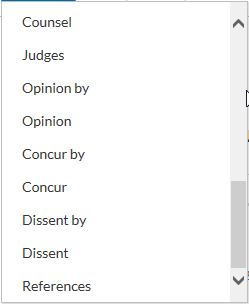 Counsel
Judges
Opinion by
Opinion
Concur by
Concur
Dissent by
Dissent
References